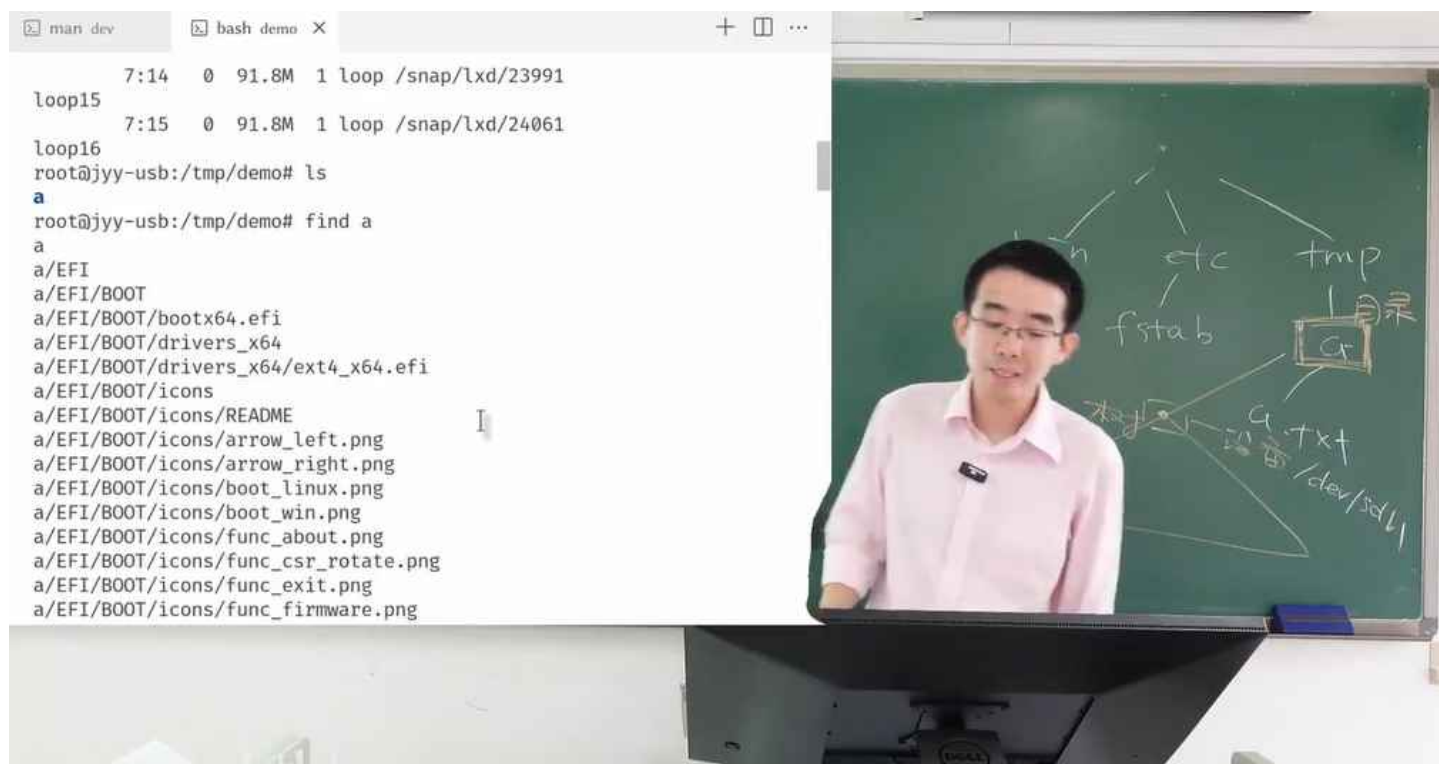 man dev
bash demo
7:14 0 91.8M 1 loop /snap/lxd/23991
loop15
7:15 0 91.8M 1 loop /snap/lxd/24061
loop16
root@jyy-usb:/tmp/demo# ls
a
root@jyy-usb:/tmp/demo# find a
a
a/EFI
a/EFI/BOOT
a/EFI/BOOT/bootx64.efi
a/EFI/BOOT/drivers_x64
a/EFI/BOOT/drivers_x64/ext4_x64.efi
a/EFI/BOOT/icons
a/EFI/BOOT/icons/README
a/EFI/BOOT/icons/arrow_left.png
a/EFI/BOOT/icons/arrow_right.png
a/EFI/BOOT/icons/boot_linux.png
a/EFI/BOOT/icons/boot_win.png
a/EFI/BOOT/icons/func_about.png
a/EFI/BOOT/icons/func_csr_rotate.png
a/EFI/BOOT/icons/func_exit.png
a/EFI/BOOT/icons/func_firmware.png
etc
tmp
目录
fstab
a
a.txt
DELL